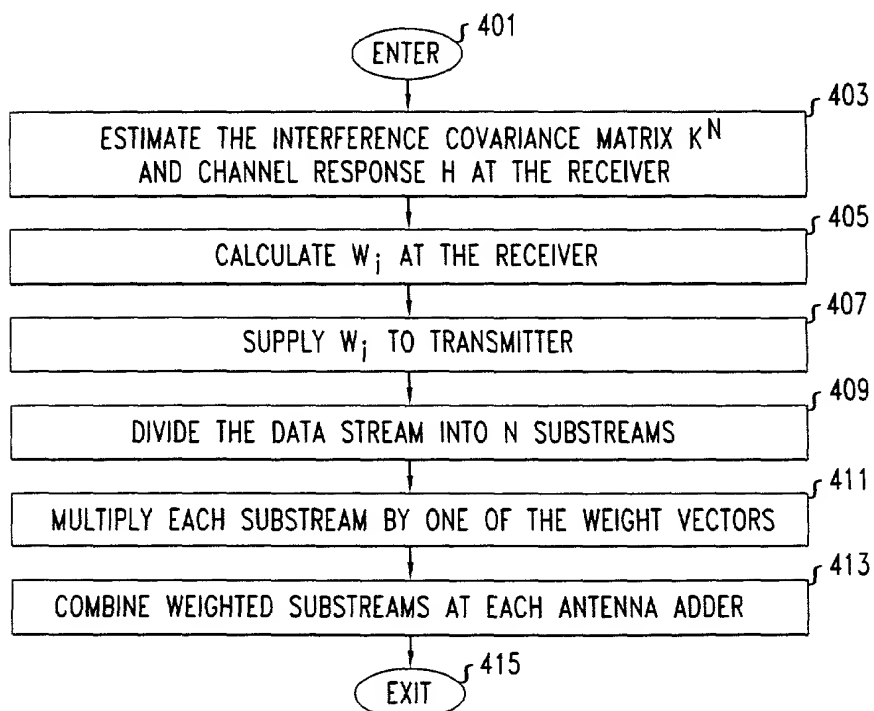 ENTER
401
403
ESTIMATE THE INTERFERENCE COVARIANCE MATRIX K^N
AND CHANNEL RESPONSE H AT THE RECEIVER
405
CALCULATE W_i AT THE RECEIVER
407
SUPPLY W_i TO TRANSMITTER
409
DIVIDE THE DATA STREAM INTO N SUBSTREAMS
411
MULTIPLY EACH SUBSTREAM BY ONE OF THE WEIGHT VECTORS
413
COMBINE WEIGHTED SUBSTREAMS AT EACH ANTENNA ADDER
EXIT
415